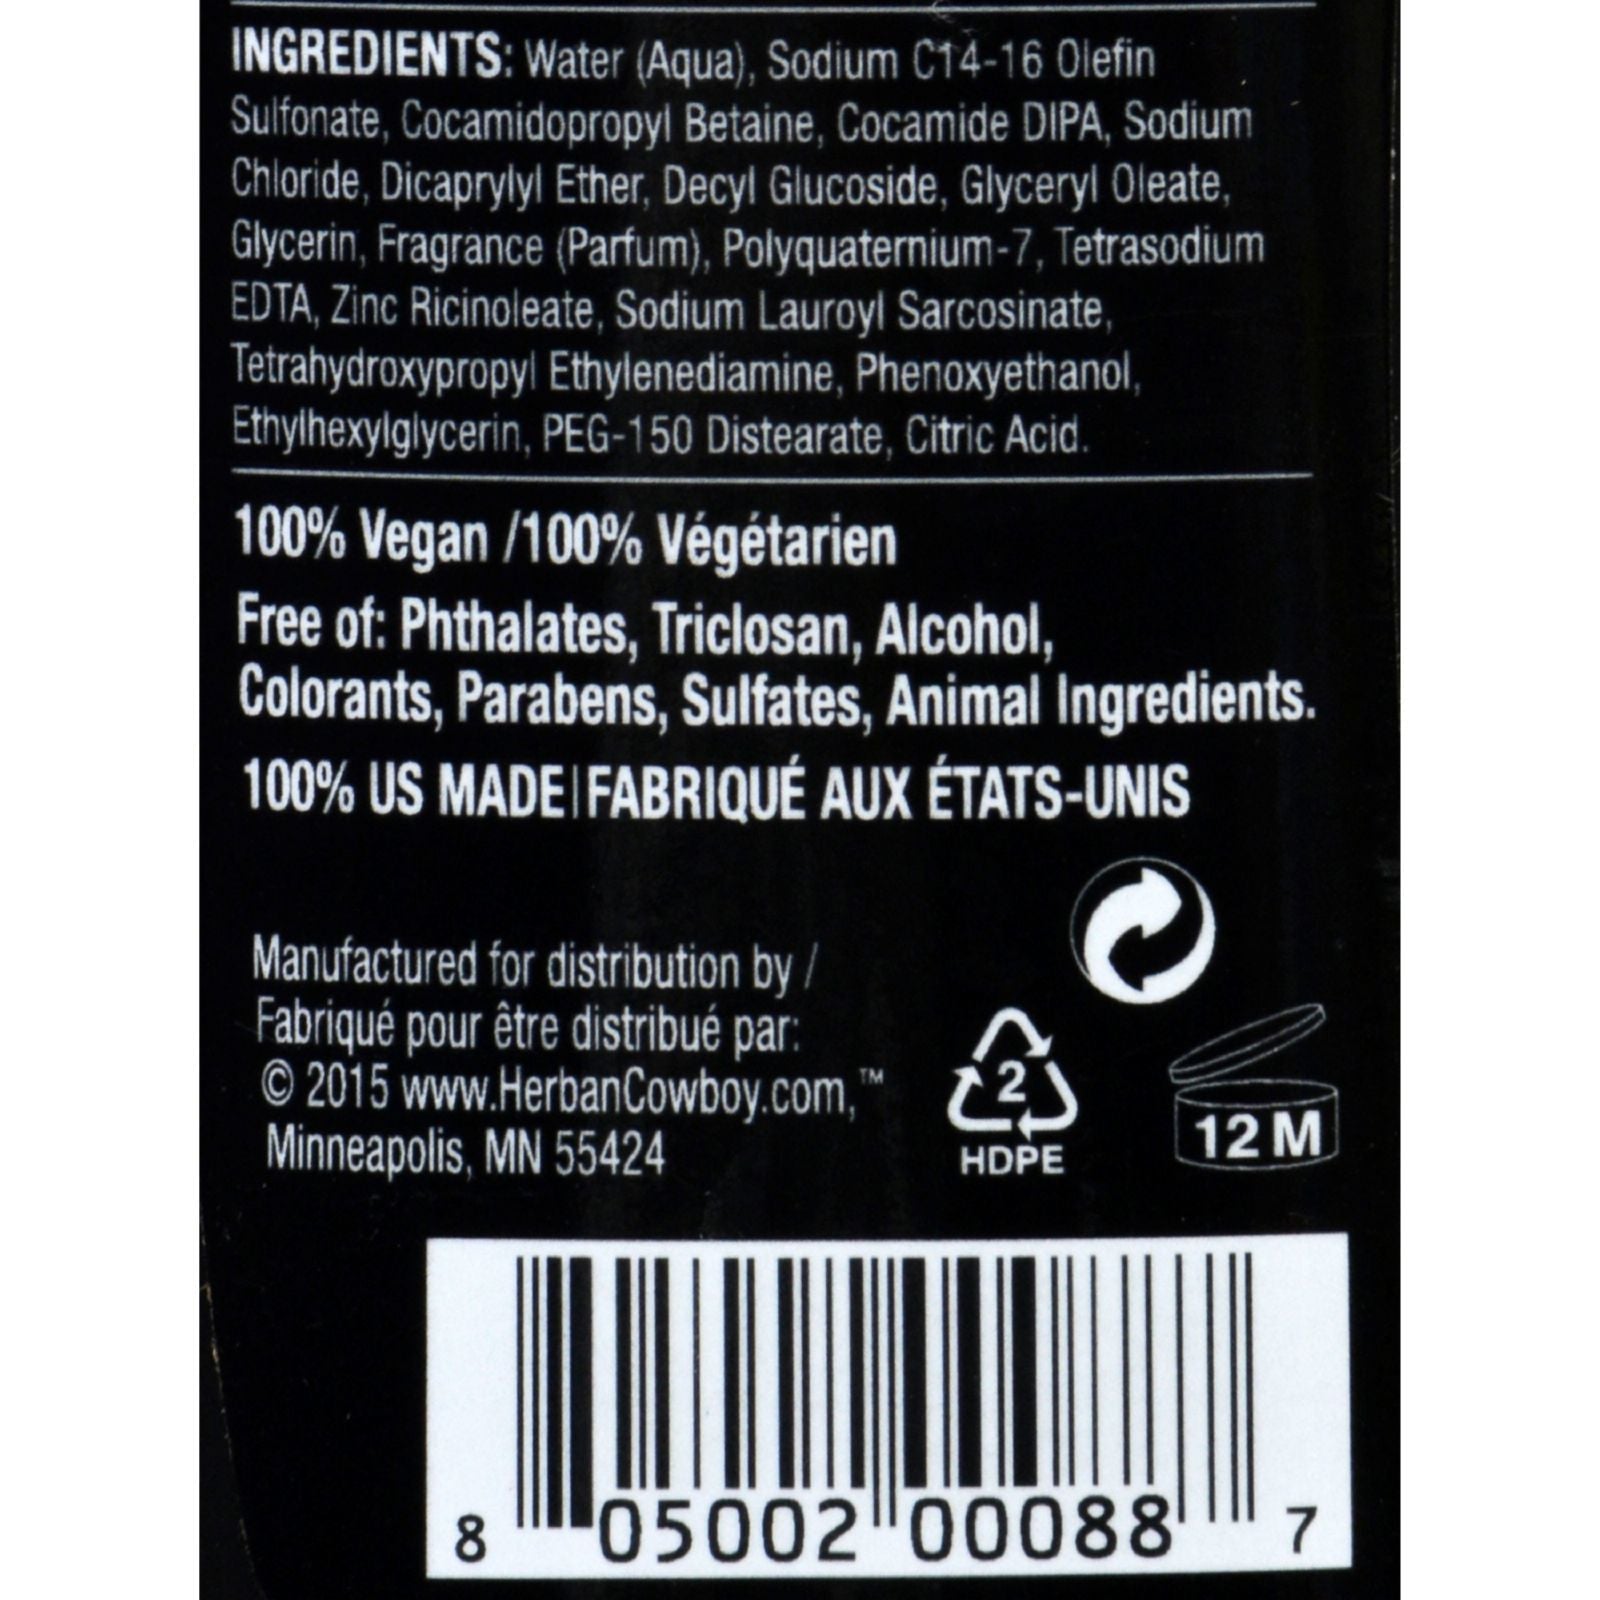 INGREDIENTS: Water (Aqua), Sodium C14-16 Olefin
Sulfonate, Cocamidopropyl Betaine, Cocamide DIPA, Sodium
Chloride, Dicaprylyl Ether, Decyl Glucoside, Glyceryl Oleate,
Glycerin, Fragrance (Parfum), Polyquaternium-7, Tetrasodium
EDTA, Zinc Ricinoleate, Sodium Lauroyl Sarcosinate,
Tetrahydroxypropyl Ethylenediamine, Phenoxyethanol,
Ethylhexylglycerin, PEG-150 Distearate, Citric Acid.
100% Vegan /100% Végétarien
Free of: Phthalates, Triclosan, Alcohol,
Colorants, Parabens, Sulfates, Animal Ingredients.
100% US MADE|FABRIQUÉ AUX ÉTATS-UNIS
Manufactured for distribution by /
Fabriqué pour être distribué par:
© 2015 www.HerbanCowboy.com,™
Minneapolis, MN 55424
2
HDPE
12 M
8 05002 00088 7